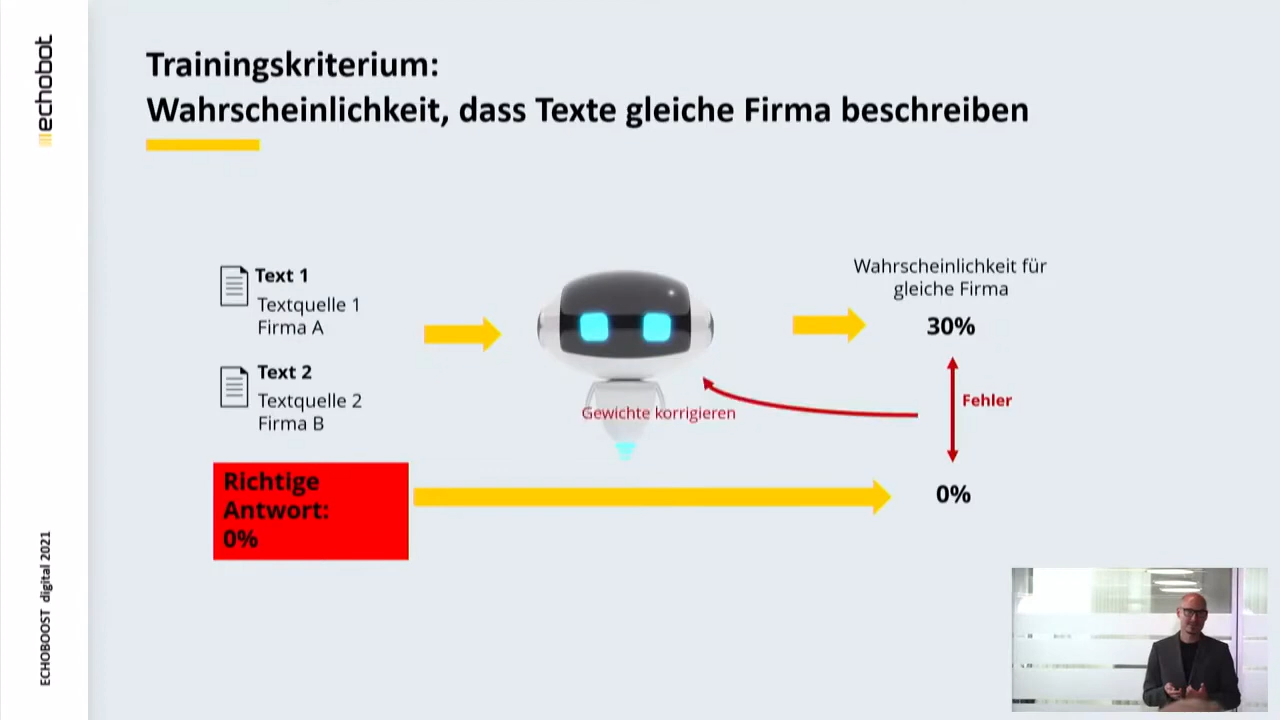 echobot
ECHOBOOST digital 2021
Trainingskriterium:
Wahrscheinlichkeit, dass Texte gleiche Firma beschreiben
Text 1
Textquelle 1
Firma A
Text 2
Textquelle 2
Firma B
Richtige
Antwort:
0%
Gewichte korrigieren
Wahrscheinlichkeit für
gleiche Firma
30%
Fehler
0%